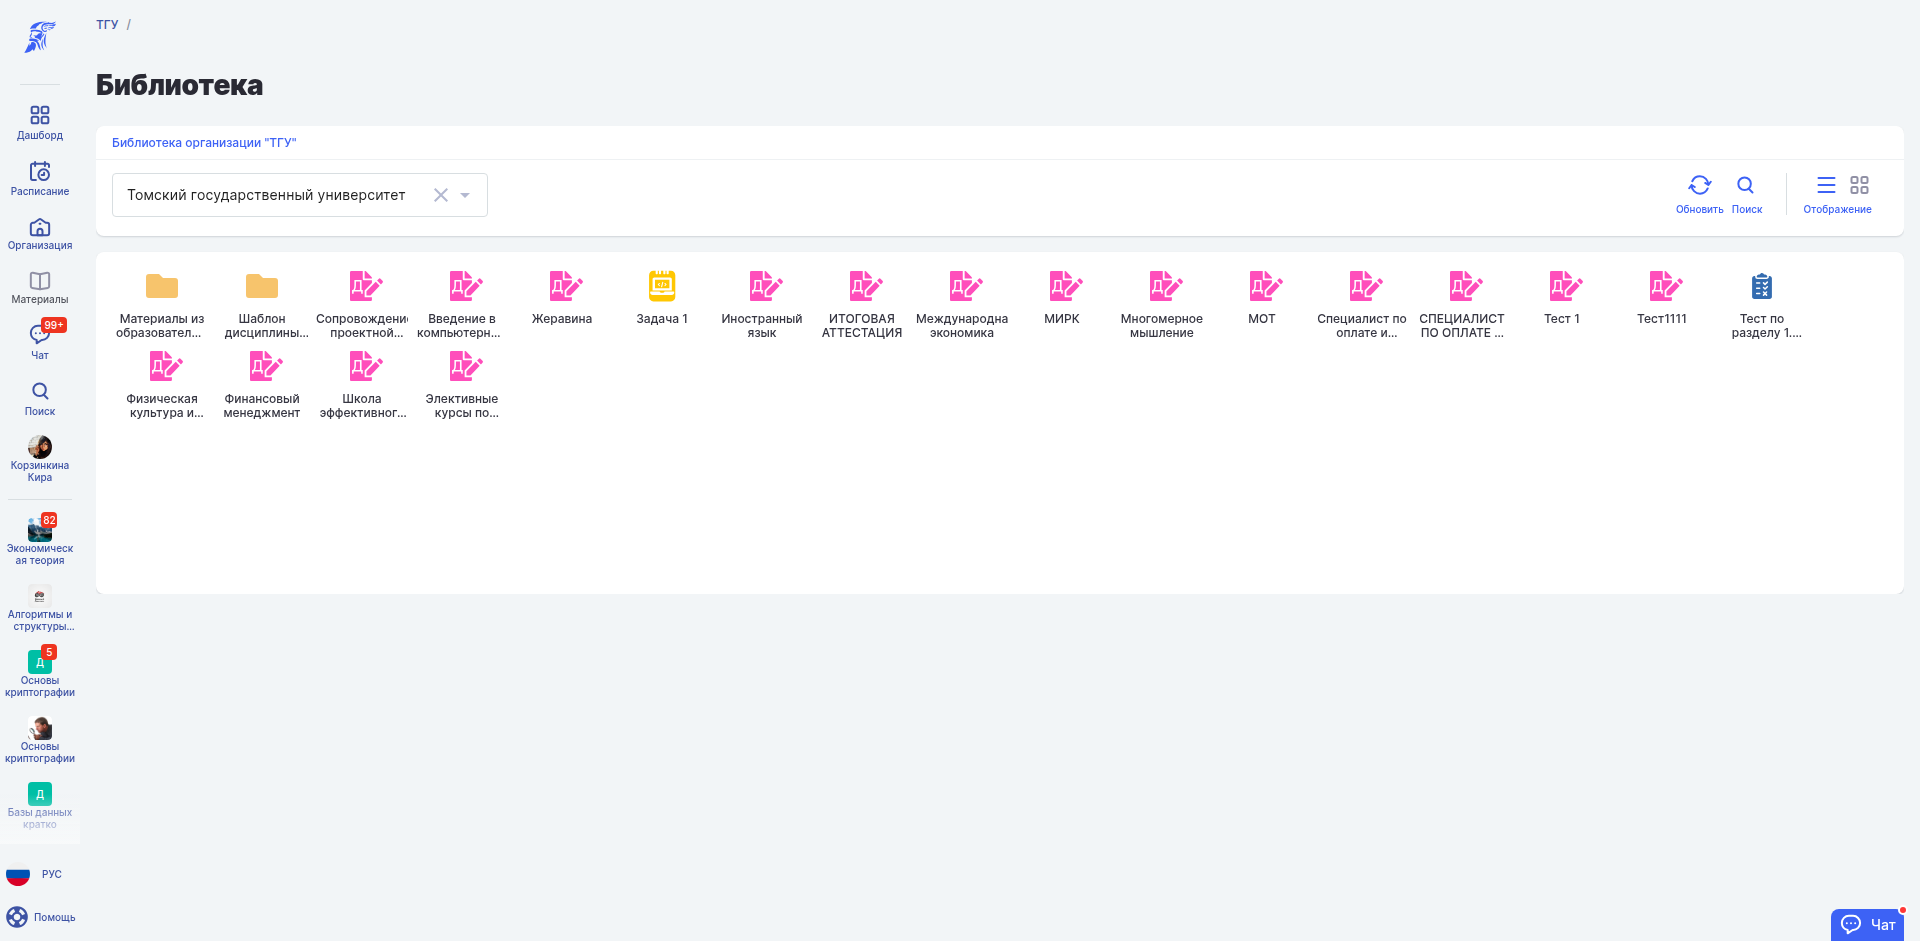 ТГУ /
Библиотека
Библиотека организации "ТГУ"
Томский государственный университет
Обновить
Поиск
Отображение
Дашборд
Расписание
Организация
Материалы
99+
Чат
Поиск
Корзинкина
Кира
82
Экономическ
ая теория
Алгоритмы и
структуры...
5
Д
Основы
криптографии
Основы
криптографии
Д
Базы данных
кратко
РУС
Помощь
Материалы из
образовател...
Шаблон
дисциплины...
Д
Сопровождение
проектной...
Д
Введение в
компьютерн...
Д
Жеравина
Задача 1
Д
Иностранный
язык
Д
ИТОГОВАЯ
АТТЕСТАЦИЯ
Д
Международная
экономика
Д
МИРК
Д
Многомерное
мышление
Д
МОТ
Д
Специалист по
оплате и...
Д
СПЕЦИАЛИСТ
ПО ОПЛАТЕ ...
Д
Тест 1
Д
Тест1111
Тест по
разделу 1....
Д
Физическая
культура и...
Д
Финансовый
менеджмент
Д
Школа
эффективног...
Д
Элективные
курсы по...
Чат